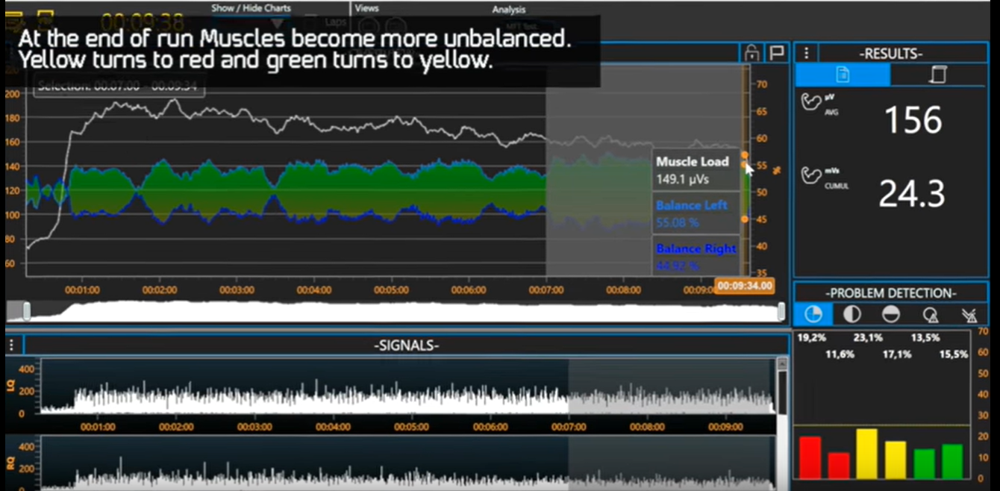 Show / Hide Charts
Views
Analysis
00:09:38
Laps
At the end of run Muscles become more unbalanced.
Yellow turns to red and green turns to yellow.
Selection: 00:07:00 - 00:09:34
200
180
160
140
120
100
80
60
70
65
60
55
50
45
40
35
%
Muscle Load
149.1 µVs
Balance Left
55.08 %
Balance Right
44.92 %
00:01:00 00:02:00 00:03:00 00:04:00 00:05:00 00:06:00 00:07:00 00:08:00 00:09:34.00
-RESULTS-
µV
AVG
156
mVs
CUMUL
24.3
-PROBLEM DETECTION-
19,2% 23,1% 13,5%
11,6% 17,1% 15,5%
70
60
50
40
30
20
10
0
-SIGNALS-
LQ
400
200
0
00:01:00 00:02:00 00:03:00 00:04:00 00:05:00 00:06:00 00:07:00 00:08:00 00:09:00
RQ
400
200
0